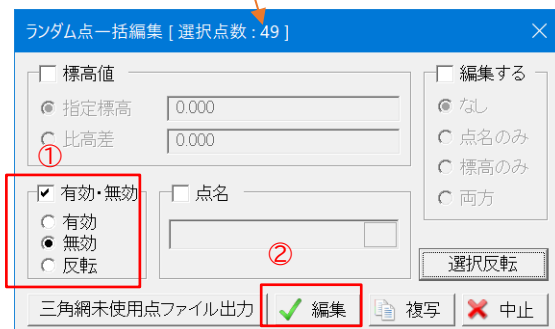 ランダム点一括編集 [ 選択点数 : 49 ]
標高値
指定標高 0.000
比高差 0.000
編集する
なし
点名のみ
標高のみ
両方
①
有効・無効
有効
無効
反転
点名
②
選択反転
三角網未使用点ファイル出力 編集 複写 中止